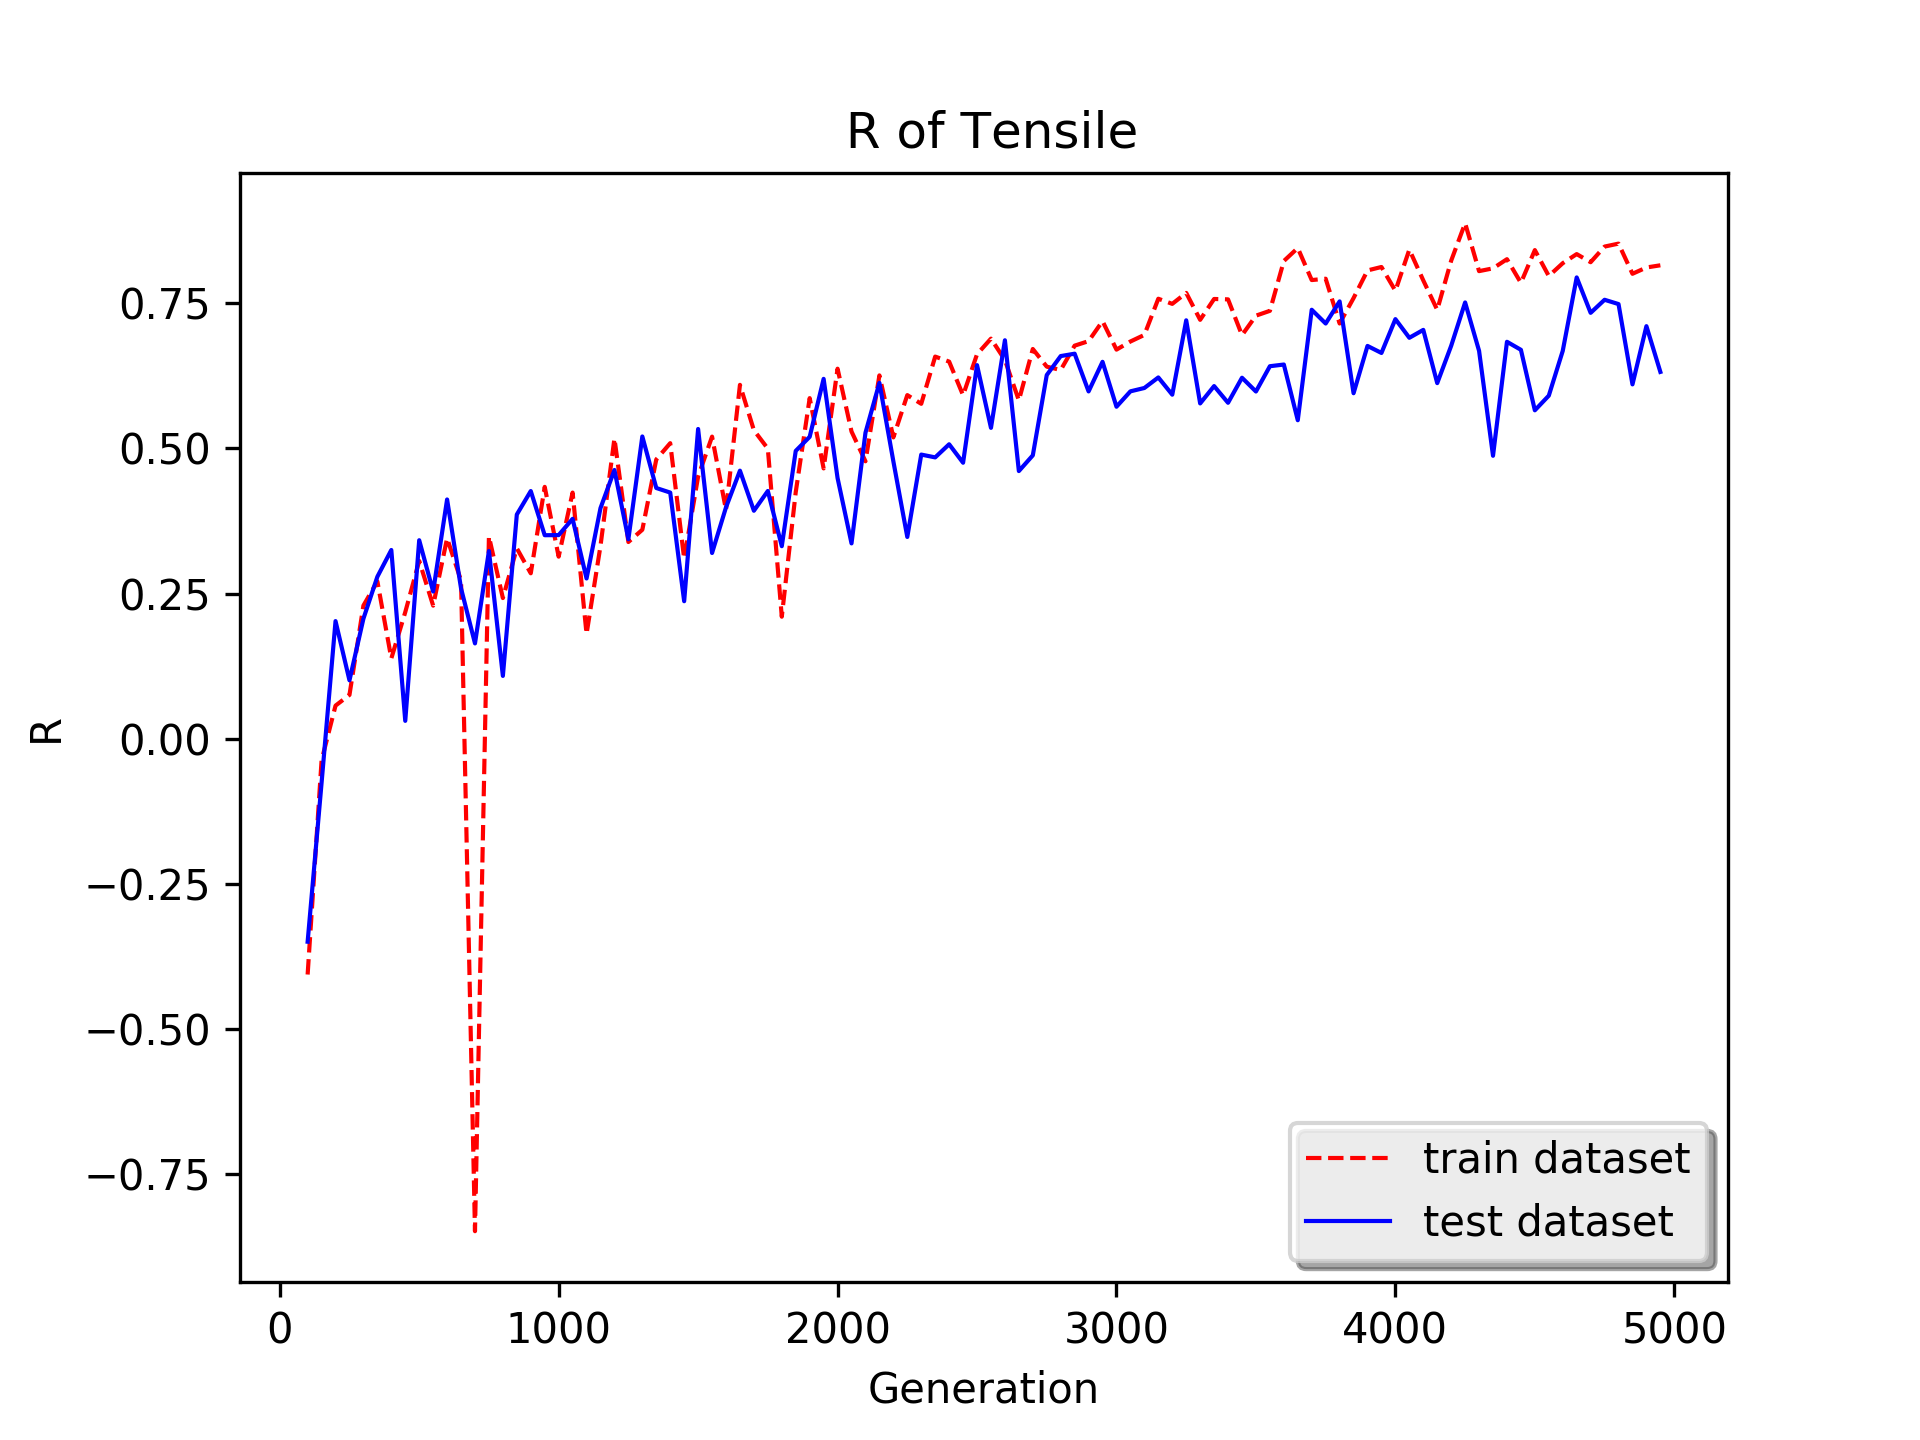 R of Tensile
R
0.75
0.50
0.25
0.00
−0.25
−0.50
−0.75
0 1000 2000 3000 4000 5000
Generation
train dataset
test dataset